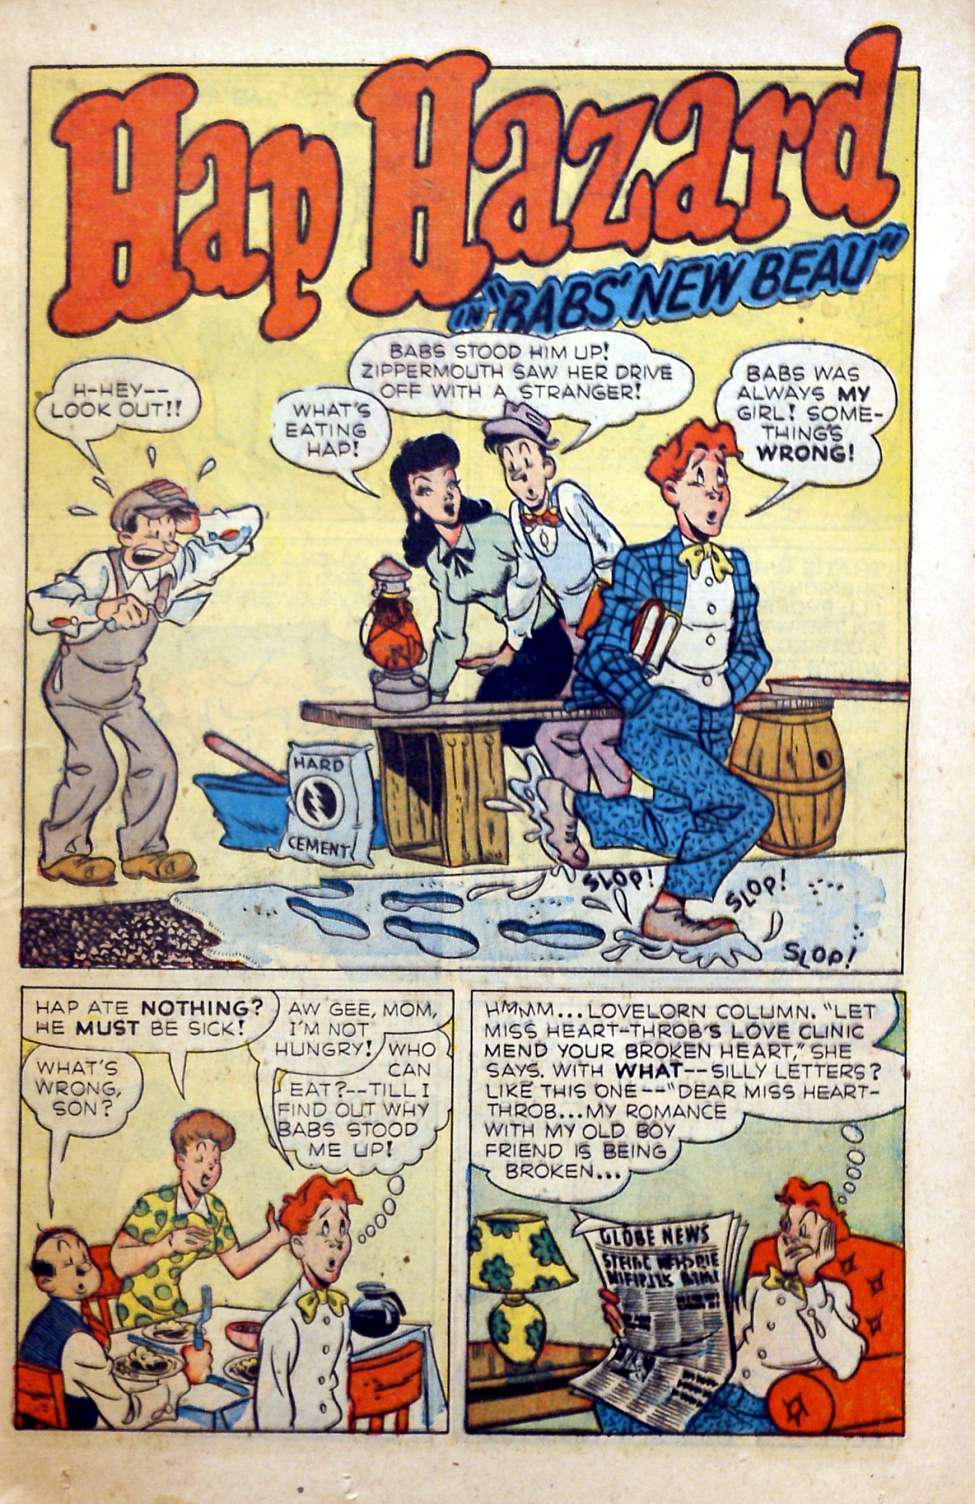 Hap Hazard
IN "BABS' NEW BEAU"
H-HEY--
LOOK OUT!!
WHAT'S
EATING
HAP!
BABS STOOD HIM UP!
ZIPPERMOUTH SAW HER DRIVE
OFF WITH A STRANGER!
BABS WAS
ALWAYS MY
GIRL! SOME-
THING'S
WRONG!
HARD
CEMENT
SLOP!
SLOP!
SLOP!
HAP ATE NOTHING?
HE MUST BE SICK!
WHAT'S
WRONG,
SON?
AW GEE, MOM,
I'M NOT
HUNGRY!
WHO
CAN
EAT?--TILL I
FIND OUT WHY
BABS STOOD
ME UP!
HMMM...LOVELORN COLUMN. "LET
MISS HEART-THROB'S LOVE CLINIC
MEND YOUR BROKEN HEART," SHE
SAYS. WITH WHAT--SILLY LETTERS?
LIKE THIS ONE--"DEAR MISS HEART-
THROB...MY ROMANCE
WITH MY OLD BOY
FRIEND IS BEING
BROKEN...
GLOBE NEWS